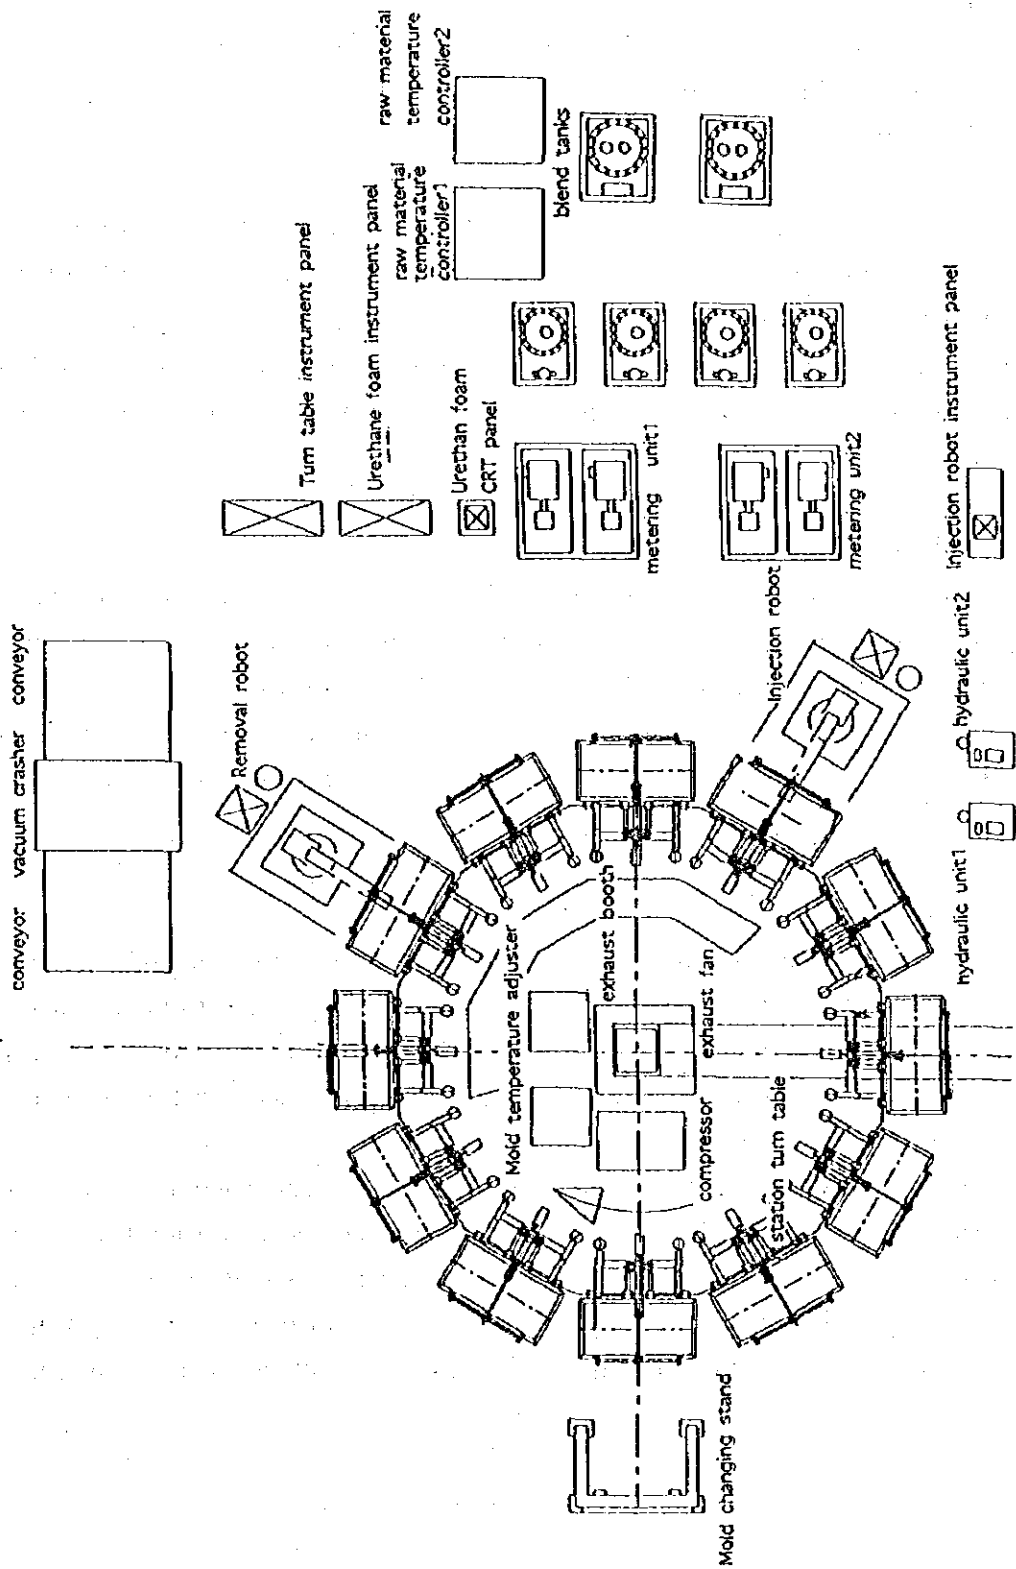 conveyor vacuum crasher conveyor
Removal robot
Turn table instrument panel
Urethane foam instrument panel
Urethan foam
CRT panel
raw material
temperature
controller1
raw material
temperature
controller2
blend tanks
metering unit1
metering unit2
Injection robot
Injection robot instrument panel
hydraulic unit1
hydraulic unit2
Mold temperature adjuster
exhaust booth
exhaust fan
compressor
station turn table
Mold changing stand